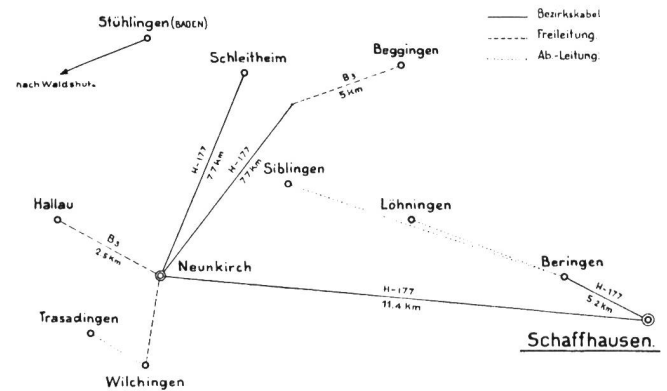 Stühlingen (BADEN)
nach Waldshut.
Schleitheim
Beggingen
Bezirkskabel
Freileitung.
Ab.-Leitung.
B3
5 km
H-177
7.7 km
H-177
7.7 km
Siblingen
Löhningen
Hallau
B3
2.5 km
Neunkirch
Beringen
H-177
11.4 km
H-177
5.2 km
Trasadingen
Wilchingen
Schaffhausen.